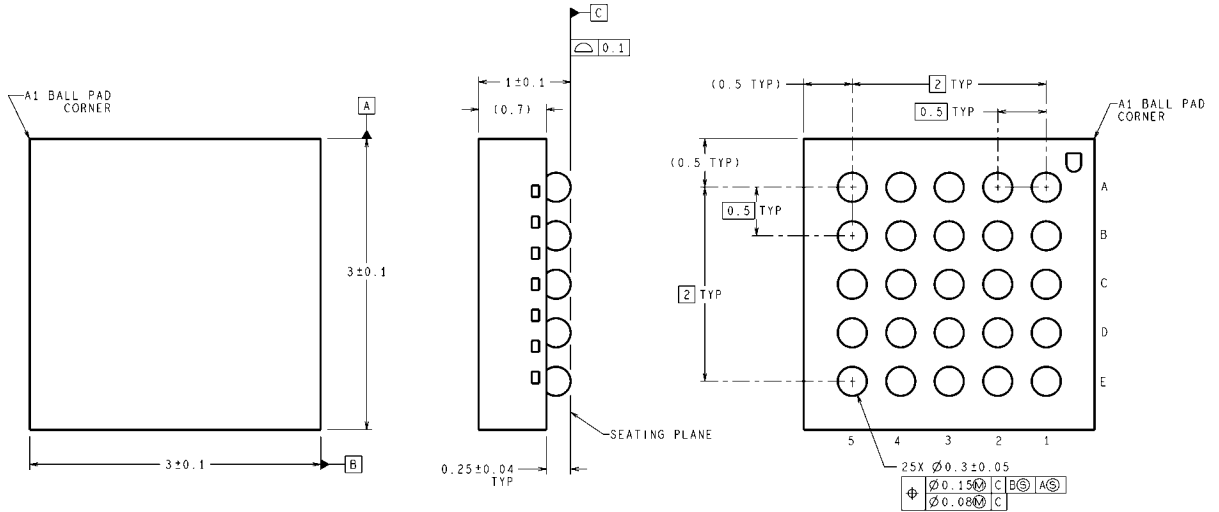 A1 BALL PAD
CORNER
A
3±0.1
3±0.1
B
C
⌓ 0.1
1±0.1
(0.7)
SEATING PLANE
0.25±0.04
TYP
(0.5 TYP)
2 TYP
0.5 TYP
A1 BALL PAD
CORNER
(0.5 TYP)
0.5 TYP
2 TYP
A
B
C
D
E
5 4 3 2 1
25X Ø0.3±0.05
⌖ Ø0.15Ⓜ C BⓈ AⓈ
Ø0.08Ⓜ C